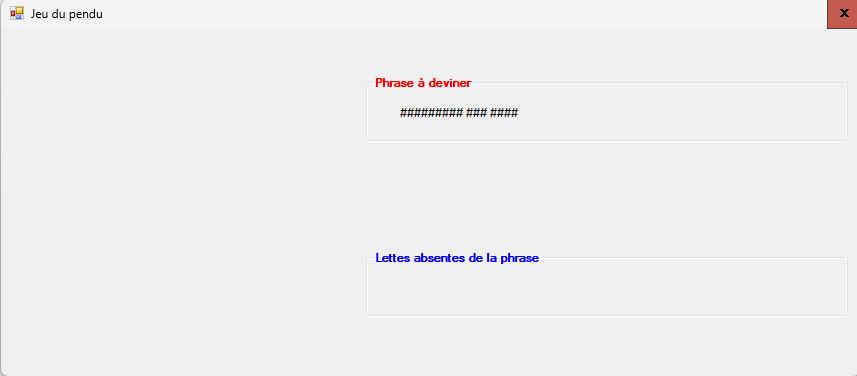 Jeu du pendu
Phrase à deviner
######### ### ####
Lettes absentes de la phrase